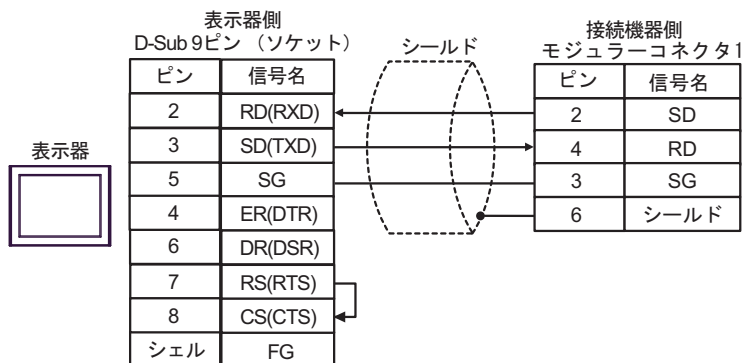 表示器側
D-Sub 9ピン （ソケット）
ピン 信号名
2 RD(RXD)
3 SD(TXD)
5 SG
4 ER(DTR)
6 DR(DSR)
7 RS(RTS)
8 CS(CTS)
シェル FG
表示器
シールド
接続機器側
モジュラーコネクタ1
ピン 信号名
2 SD
4 RD
3 SG
6 シールド